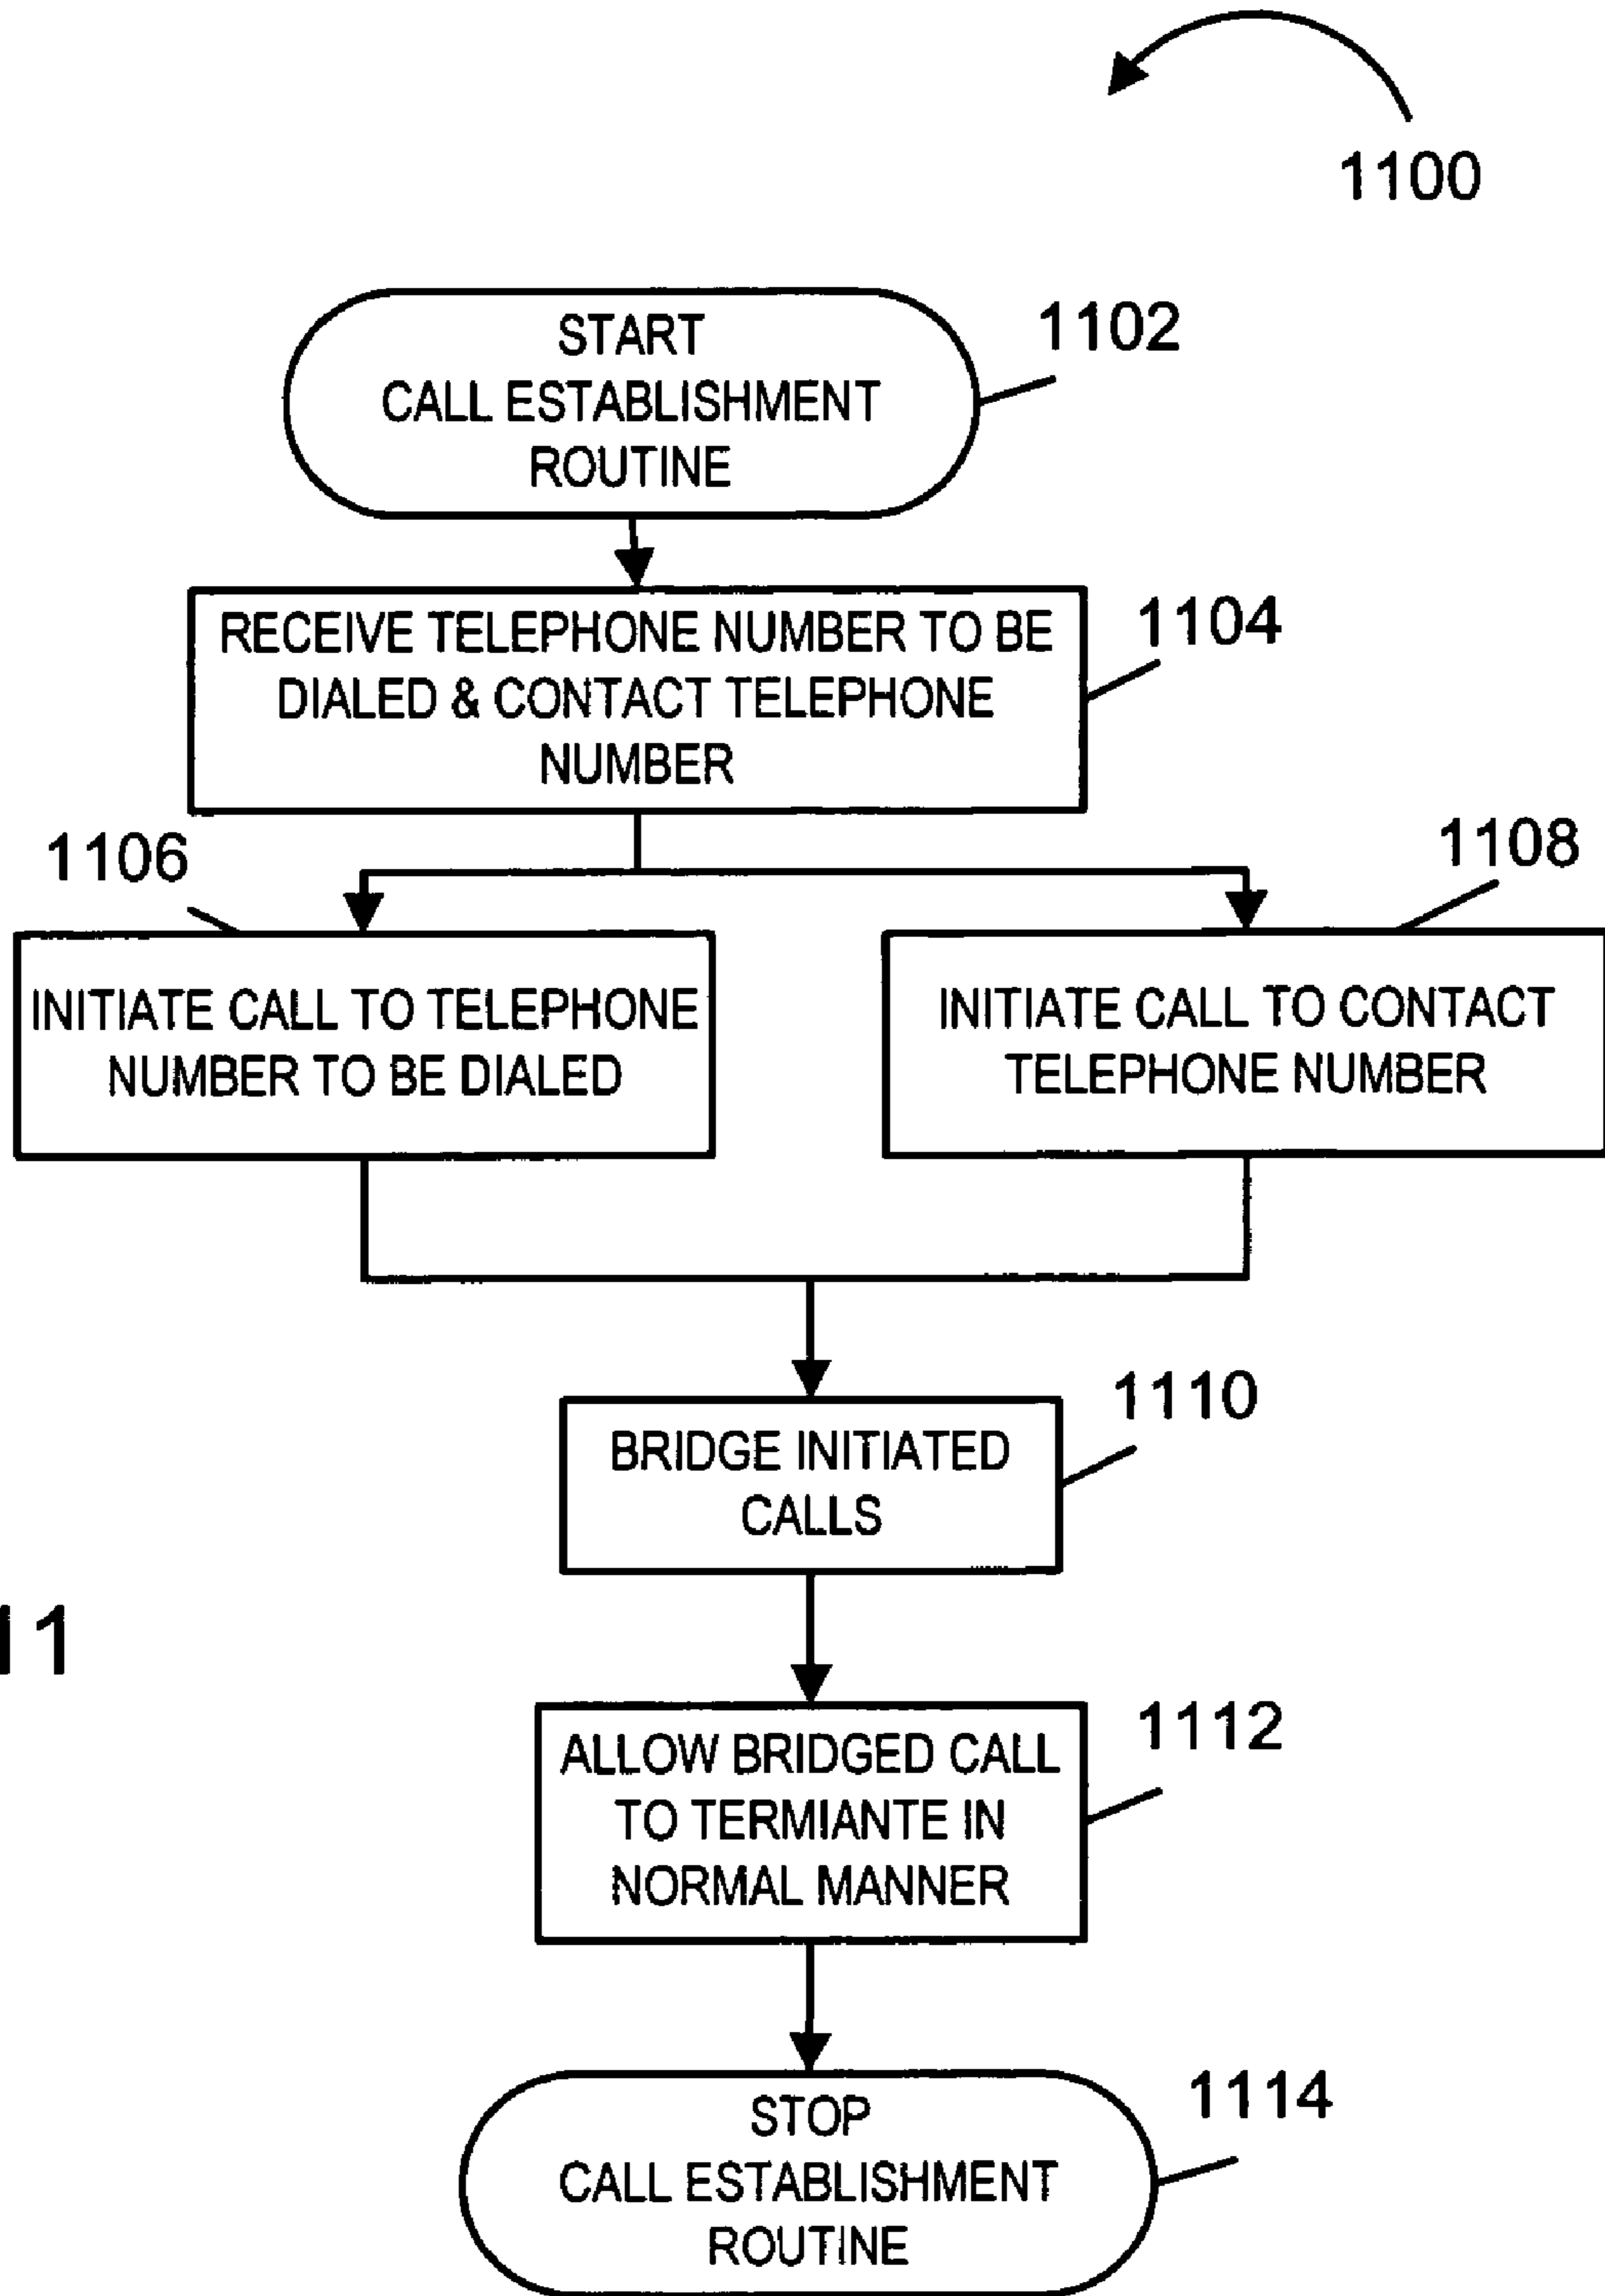 1100
START
CALL ESTABLISHMENT
ROUTINE
1102
RECEIVE TELEPHONE NUMBER TO BE
DIALED & CONTACT TELEPHONE
NUMBER
1104
1106
1108
INITIATE CALL TO TELEPHONE
NUMBER TO BE DIALED
INITIATE CALL TO CONTACT
TELEPHONE NUMBER
1110
BRIDGE INITIATED
CALLS
11
1112
ALLOW BRIDGED CALL
TO TERMIANTE IN
NORMAL MANNER
1114
STOP
CALL ESTABLISHMENT
ROUTINE